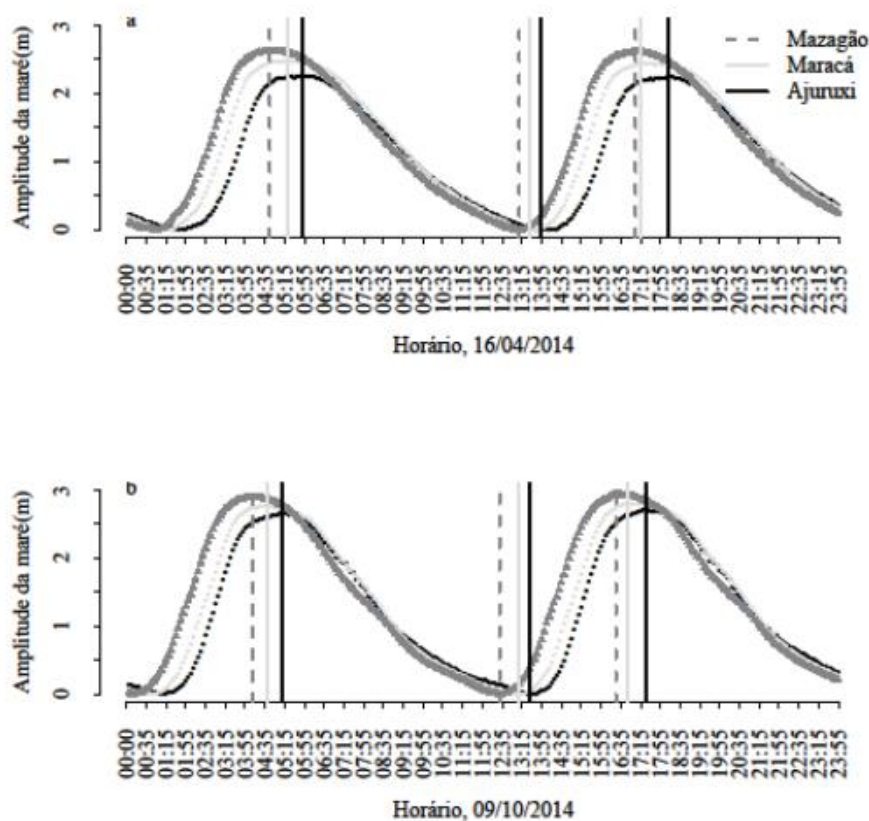 a
Mazagão
Maracá
Ajuruxi
Amplitude da maré(m)
3
2
1
0
00:00 00:35 01:15 01:55 02:35 03:15 03:55 04:35 05:15 05:55 06:35 07:15 07:55 08:35 09:15 09:55 10:35 11:15 11:55 12:35 13:15 13:55 14:35 15:15 15:55 16:35 17:15 17:55 18:35 19:15 19:55 20:35 21:15 21:55 22:35 23:15 23:55
Horário, 16/04/2014
b
Amplitude da maré(m)
3
2
1
0
00:00 00:35 01:15 01:55 02:35 03:15 03:55 04:35 05:15 05:55 06:35 07:15 07:55 08:35 09:15 09:55 10:35 11:15 11:55 12:35 13:15 13:55 14:35 15:15 15:55 16:35 17:15 17:55 18:35 19:15 19:55 20:35 21:15 21:55 22:35 23:15 23:55
Horário, 09/10/2014